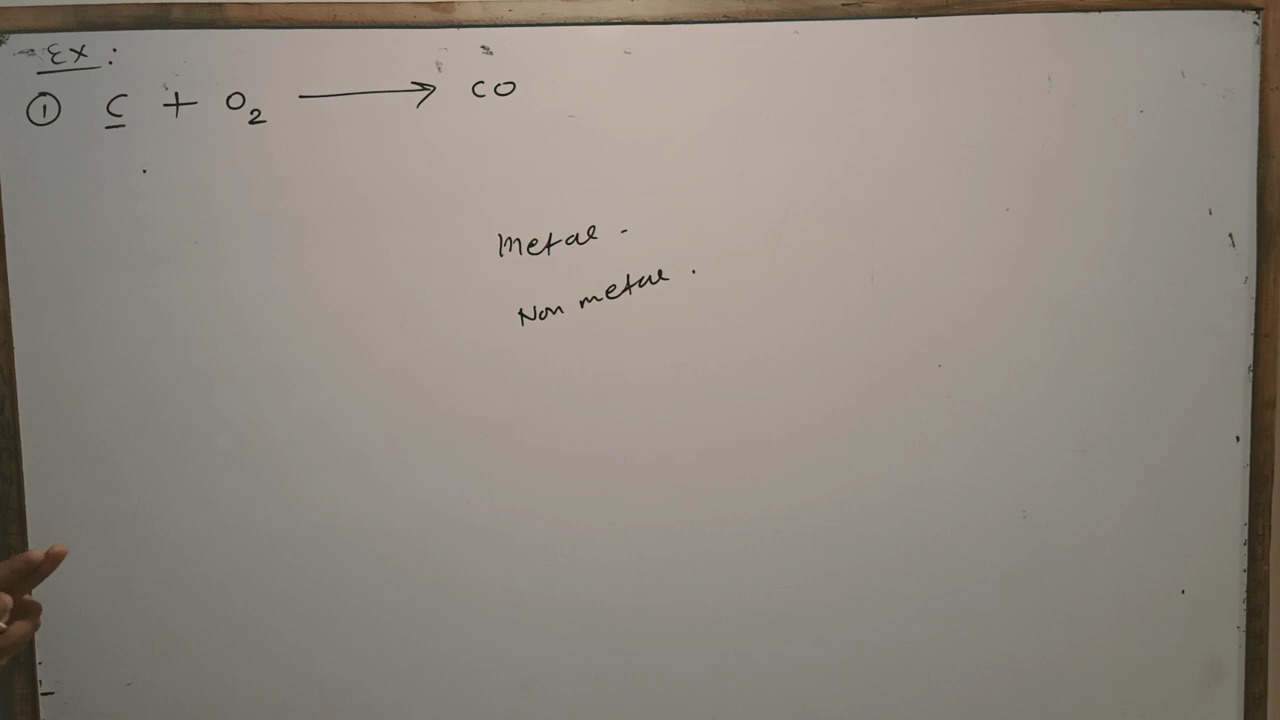 Ex :
① C + O₂ ⟶ CO
Metal -
Non metal .